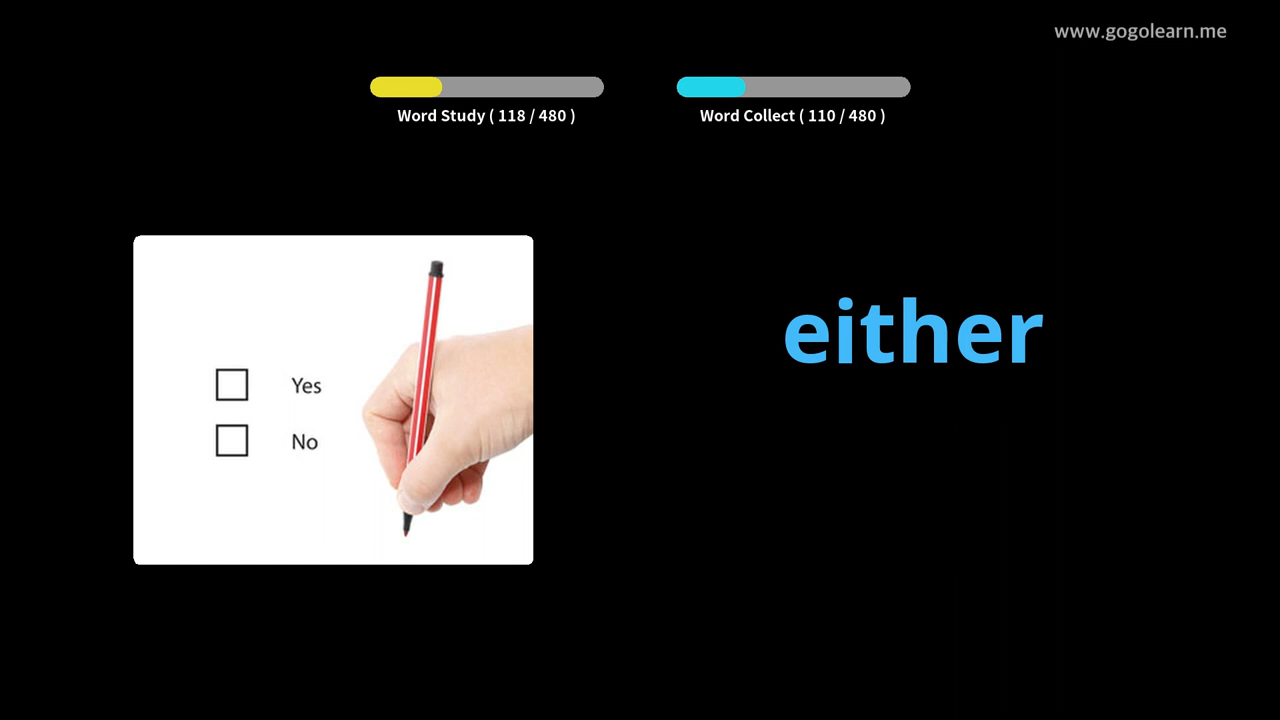 www.gogolearn.me
Word Study ( 118 / 480 )
Word Collect ( 110 / 480 )
either
Yes
No